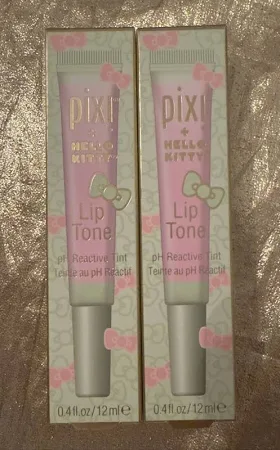 pixi
+
HELLO
KITTY
Lip
Tone
pH Reactive Tint
Teinte au pH Réactif
0.4fl.oz/12ml℮
pixi
+
HELLO
KITTY
Lip
Tone
pH Reactive Tint
Teinte au pH Réactif
0.4fl.oz/12ml℮